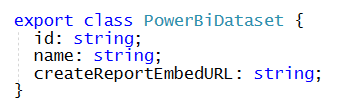 export class PowerBiDataset {
  id: string;
  name: string;
  createReportEmbedURL: string;
}